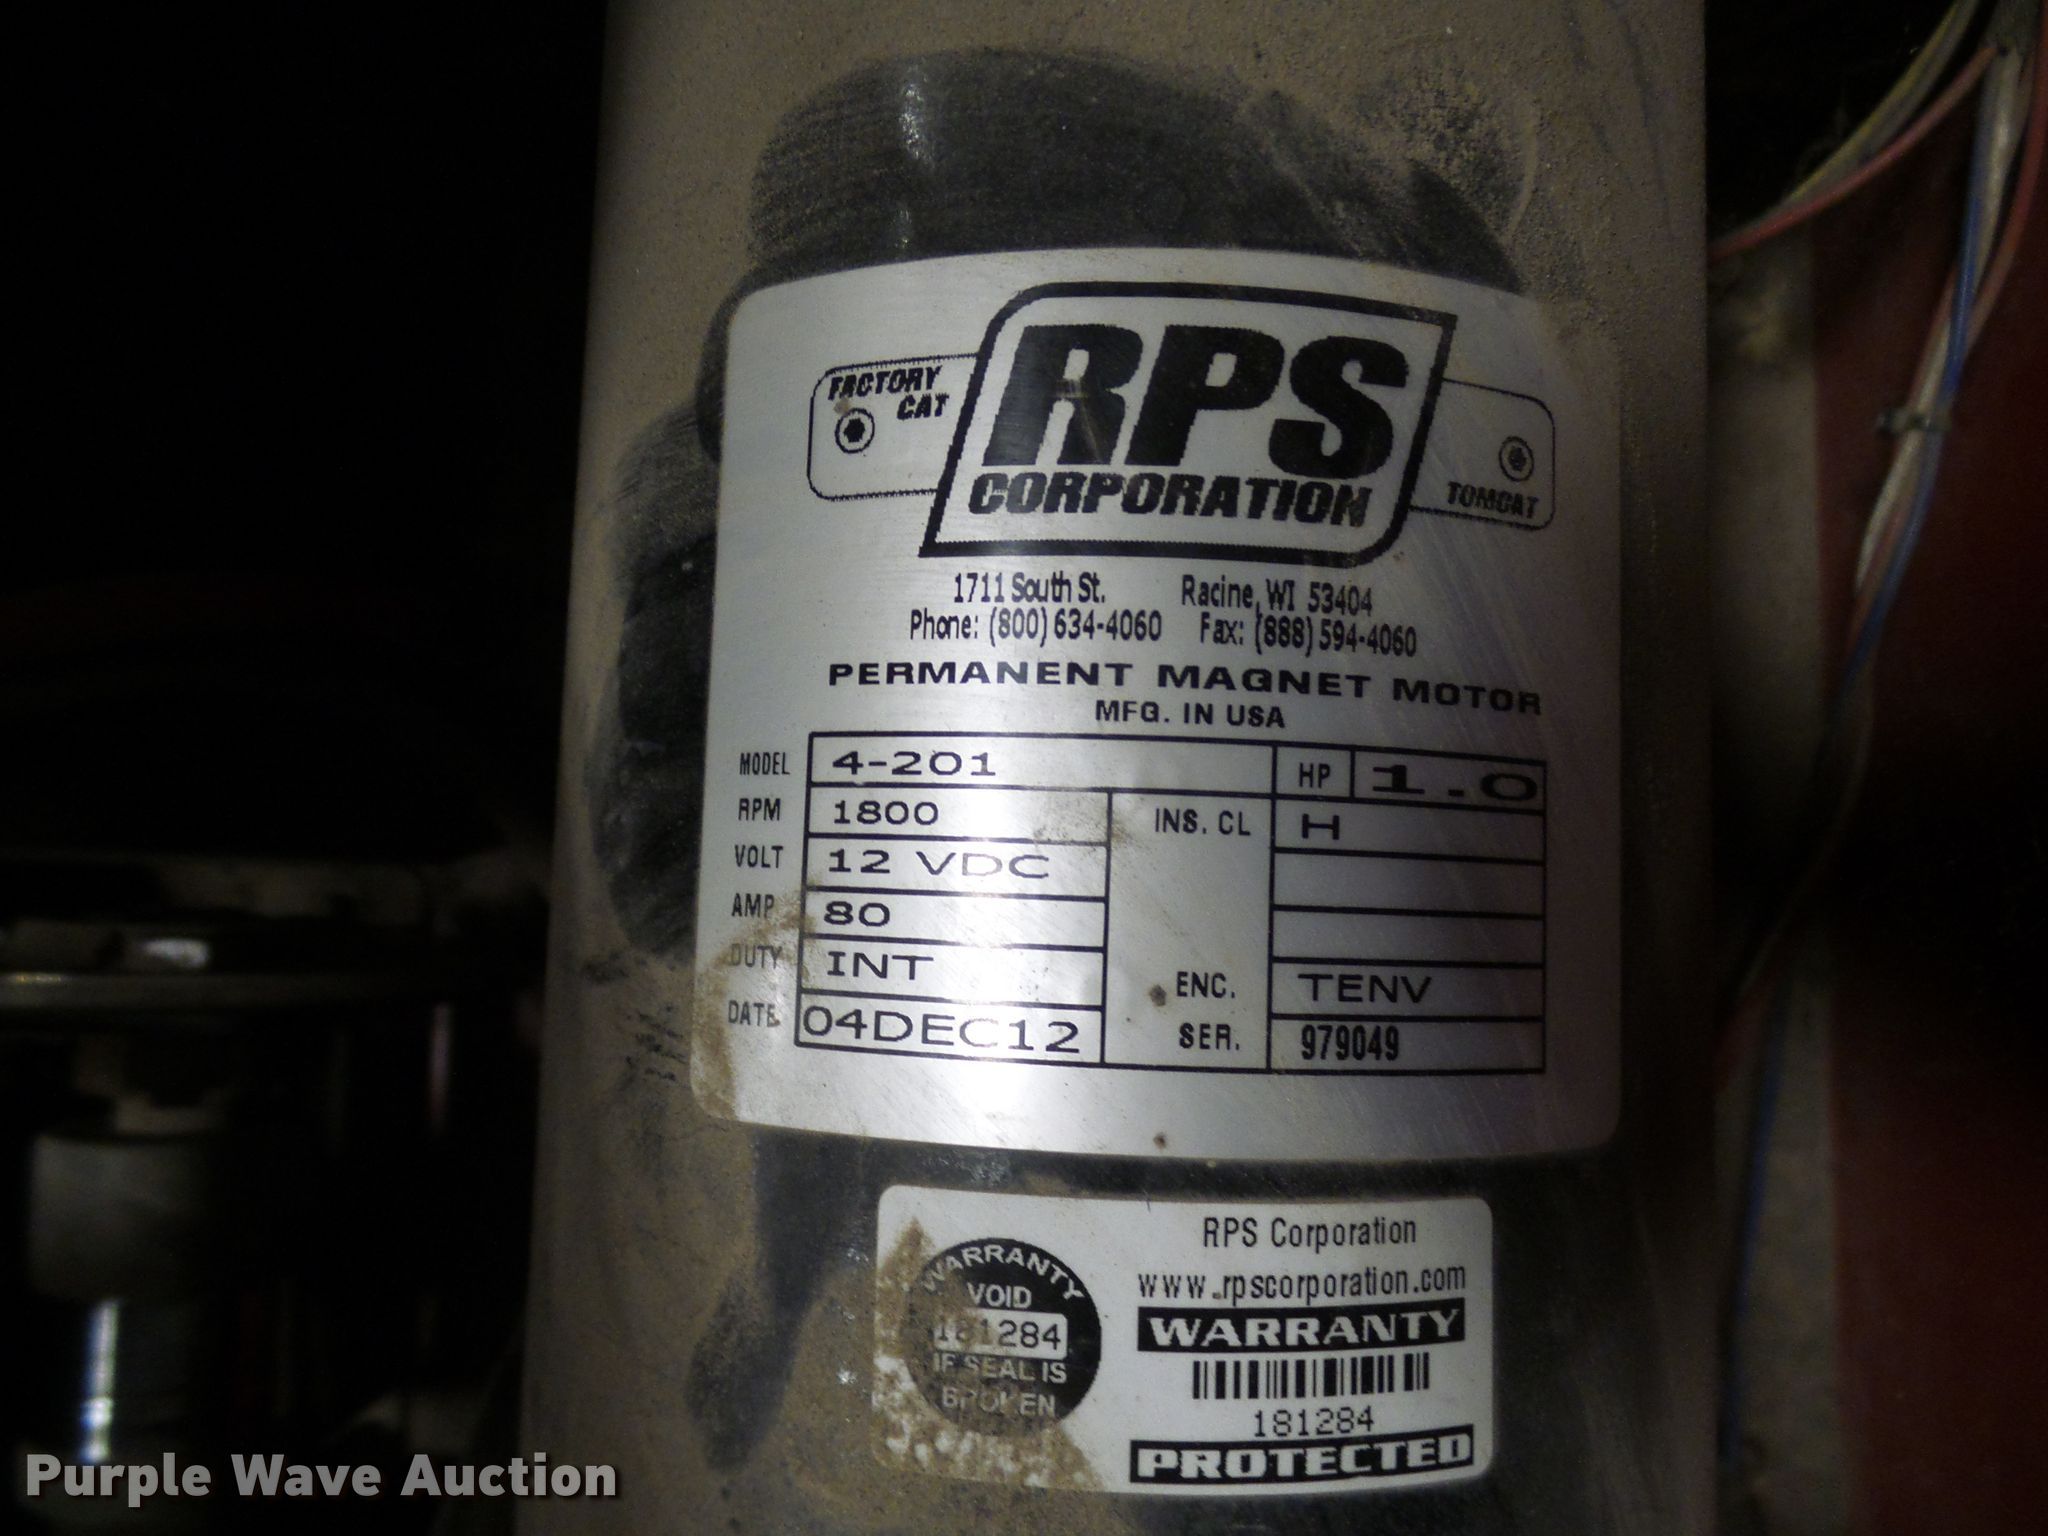 FACTORY CAT
RPS
CORPORATION
TOMCAT
1711 South St. Racine, WI 53404
Phone: (800) 634-4060 Fax: (888) 594-4060
PERMANENT MAGNET MOTOR
MFG. IN USA
MODEL 4-201 HP 1.0
RPM 1800 INS. CL H
VOLT 12 VDC
AMP 80
DUTY INT ENC. TENV
DATE 04DEC12 SER. 979049
WARRANTY
VOID
181284
IF SEAL IS
BROKEN
RPS Corporation
www.rpscorporation.com
WARRANTY
181284
PROTECTED
Purple Wave Auction